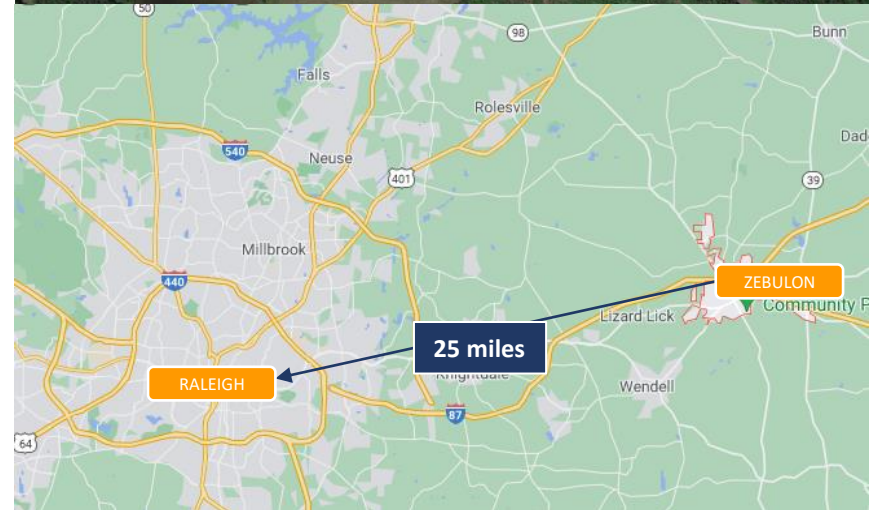 50
98
Bunn
Falls
Rolesville
540
Neuse
401
Dad
39
Millbrook
440
ZEBULON
Community P
Lizard Lick
25 miles
Knightdale
RALEIGH
Wendell
87
64